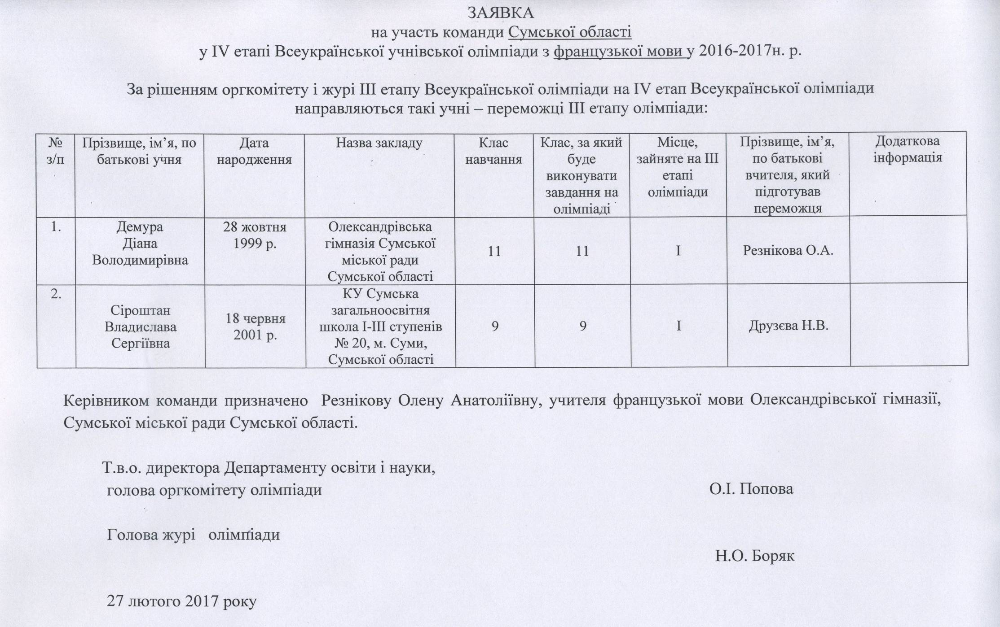 ЗАЯВКА
на участь команди Сумської області
у IV етапі Всеукраїнської учнівської олімпіади з французької мови у 2016-2017н. р.
За рішенням оргкомітету і журі III етапу Всеукраїнської олімпіади на IV етап Всеукраїнської олімпіади
направляються такі учні – переможці III етапу олімпіади:
№
з/п
Прізвище, ім’я, по
батькові учня
Дата
народження
Назва закладу
Клас
навчання
Клас, за який
буде
виконувати
завдання на
олімпіаді
Місце,
зайняте на III
етапі
олімпіади
Прізвище, ім’я,
по батькові
вчителя, який
підготував
переможця
Додаткова
інформація
1.
Демура
Діана
Володимирівна
28 жовтня
1999 р.
Олександрівська
гімназія Сумської
міської ради
Сумської області
11
11
I
Резнікова О.А.
2.
Сіроштан
Владислава
Сергіївна
18 червня
2001 р.
КУ Сумська
загальноосвітня
школа I-III ступенів
№ 20, м. Суми,
Сумської області
9
9
I
Друзєва Н.В.
Керівником команди призначено Резнікову Олену Анатоліївну, учителя французької мови Олександрівської гімназії,
Сумської міської ради Сумської області.
Т.в.о. директора Департаменту освіти і науки,
голова оргкомітету олімпіади
О.І. Попова
Голова журі олімпіади
Н.О. Боряк
27 лютого 2017 року